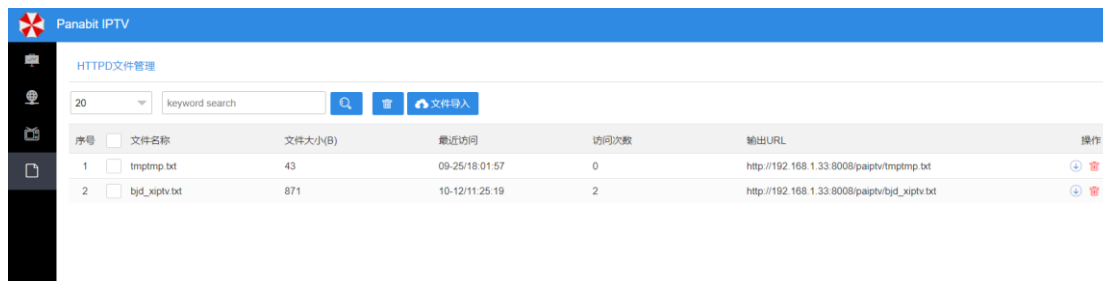 Panabit IPTV
HTTPD文件管理
20 keyword search 文件导入
序号 文件名称 文件大小(B) 最近访问 访问次数 输出URL 操作
1 tmptmp.txt 43 09-25/18:01:57 0 http://192.168.1.33:8008/paiptv/tmptmp.txt
2 bjd_xiptv.txt 871 10-12/11:25:19 2 http://192.168.1.33:8008/paiptv/bjd_xiptv.txt